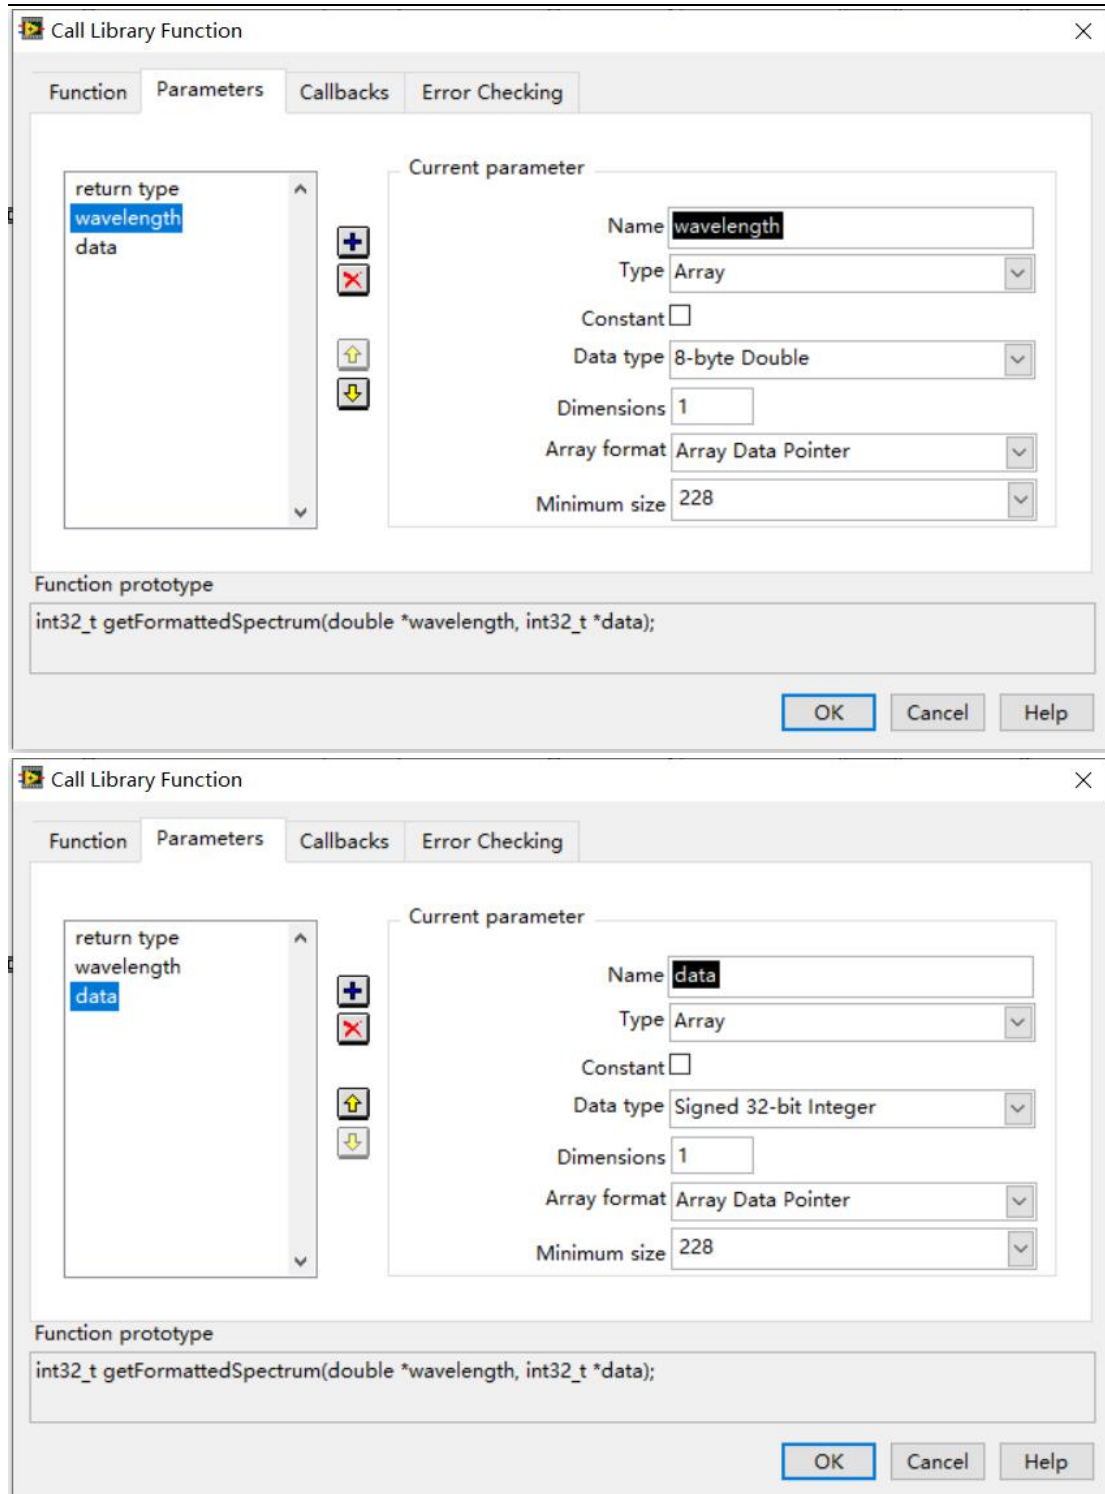 Call Library Function
Function Parameters Callbacks Error Checking
Current parameter
return type
wavelength
data
Name wavelength
Type Array
Constant
Data type 8-byte Double
Dimensions 1
Array format Array Data Pointer
Minimum size 228
Function prototype
int32_t getFormattedSpectrum(double *wavelength, int32_t *data);
OK Cancel Help
Call Library Function
Function Parameters Callbacks Error Checking
Current parameter
return type
wavelength
data
Name data
Type Array
Constant
Data type Signed 32-bit Integer
Dimensions 1
Array format Array Data Pointer
Minimum size 228
Function prototype
int32_t getFormattedSpectrum(double *wavelength, int32_t *data);
OK Cancel Help